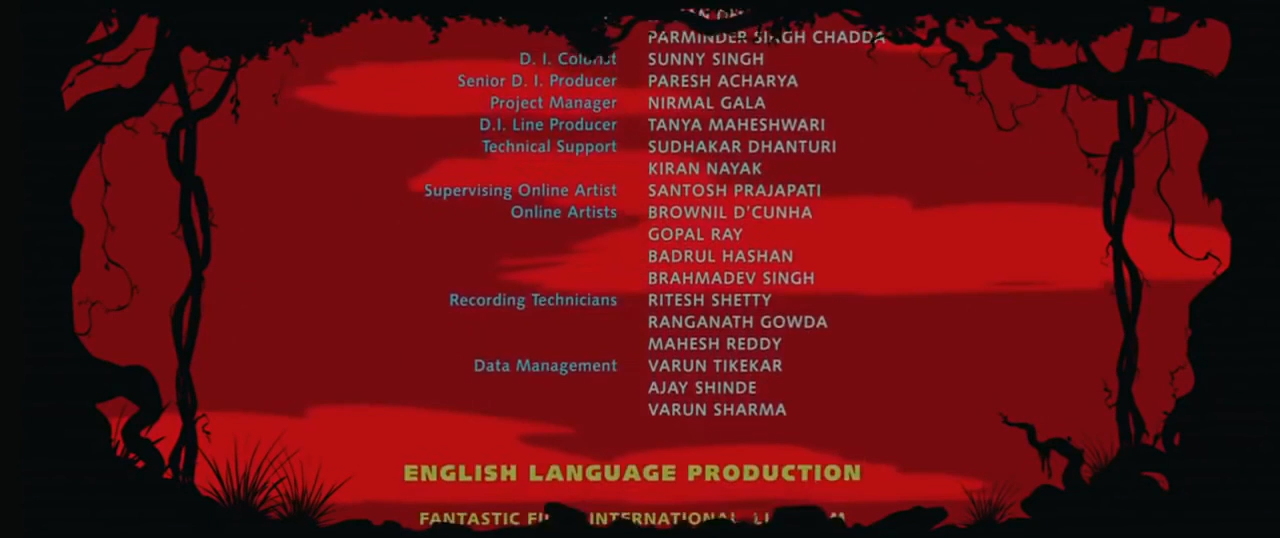 PARMINDER SINGH CHADDA
D. I. Colorist SUNNY SINGH
Senior D. I. Producer PARESH ACHARYA
Project Manager NIRMAL GALA
D.I. Line Producer TANYA MAHESHWARI
Technical Support SUDHAKAR DHANTURI
KIRAN NAYAK
Supervising Online Artist SANTOSH PRAJAPATI
Online Artists BROWNIL D'CUNHA
GOPAL RAY
BADRUL HASHAN
BRAHMADEV SINGH
Recording Technicians RITESH SHETTY
RANGANATH GOWDA
MAHESH REDDY
Data Management VARUN TIKEKAR
AJAY SHINDE
VARUN SHARMA
ENGLISH LANGUAGE PRODUCTION
FANTASTIC INTERNATIONAL